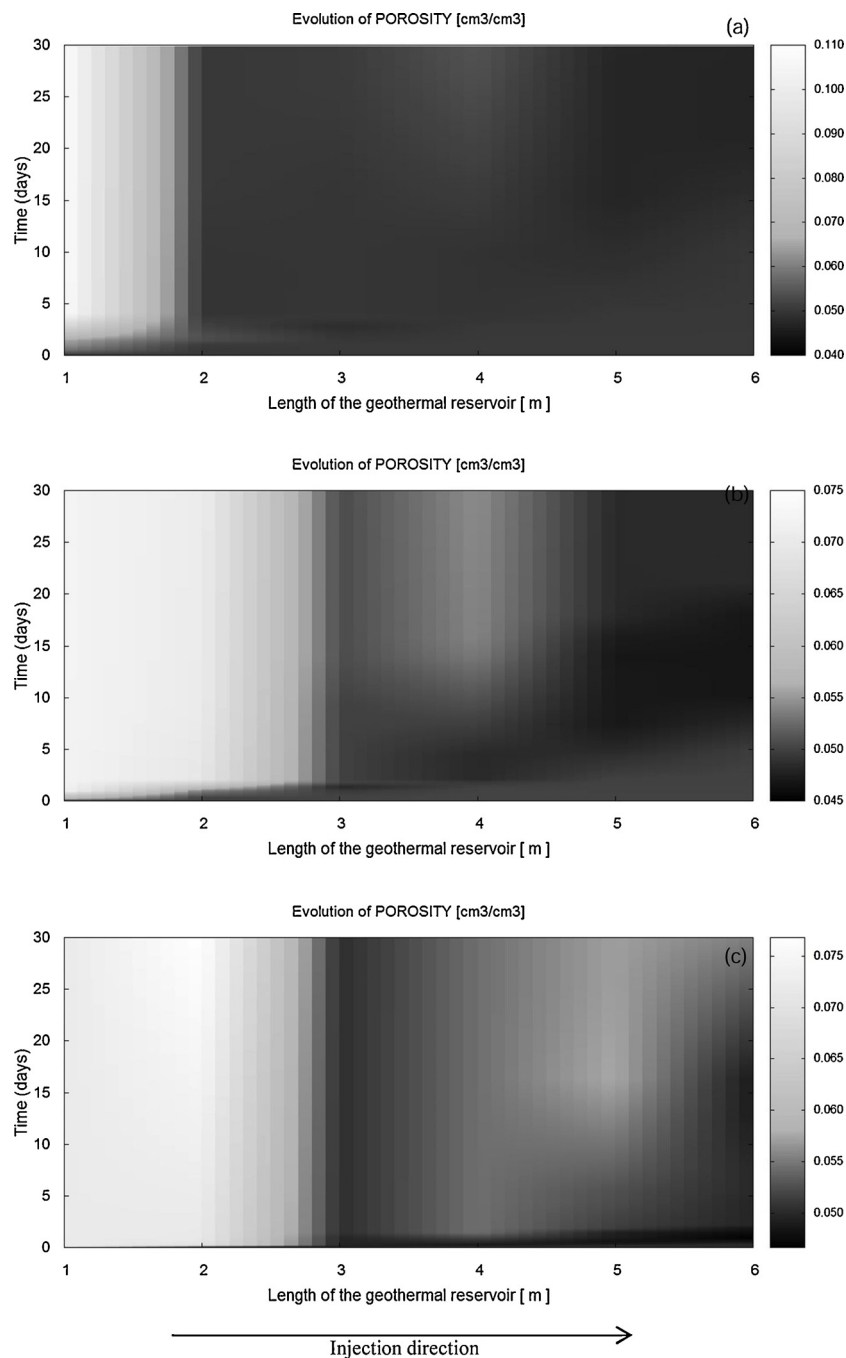 Evolution of POROSITY [cm3/cm3]
(a)
30
25
20
15
10
5
0
Time (days)
1 2 3 4 5 6
Length of the geothermal reservoir [ m ]
0.110
0.100
0.090
0.080
0.070
0.060
0.050
0.040
Evolution of POROSITY [cm3/cm3]
(b)
30
25
20
15
10
5
0
Time (days)
1 2 3 4 5 6
Length of the geothermal reservoir [ m ]
0.075
0.070
0.065
0.060
0.055
0.050
0.045
Evolution of POROSITY [cm3/cm3]
(c)
30
25
20
15
10
5
0
Time (days)
1 2 3 4 5 6
Length of the geothermal reservoir [ m ]
0.075
0.070
0.065
0.060
0.055
0.050
Injection direction